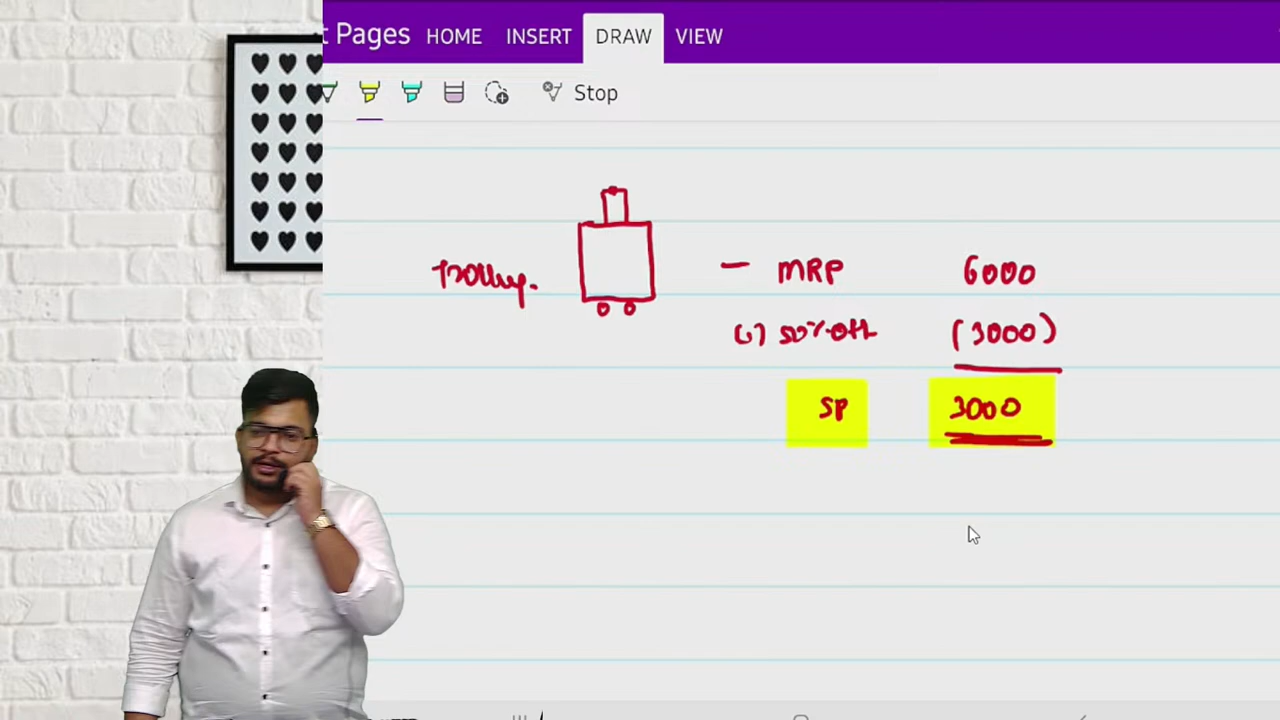 t Pages HOME INSERT DRAW VIEW
Stop
Trolley. - MRP 6000
(-) 50% off (3000)
SP 3000